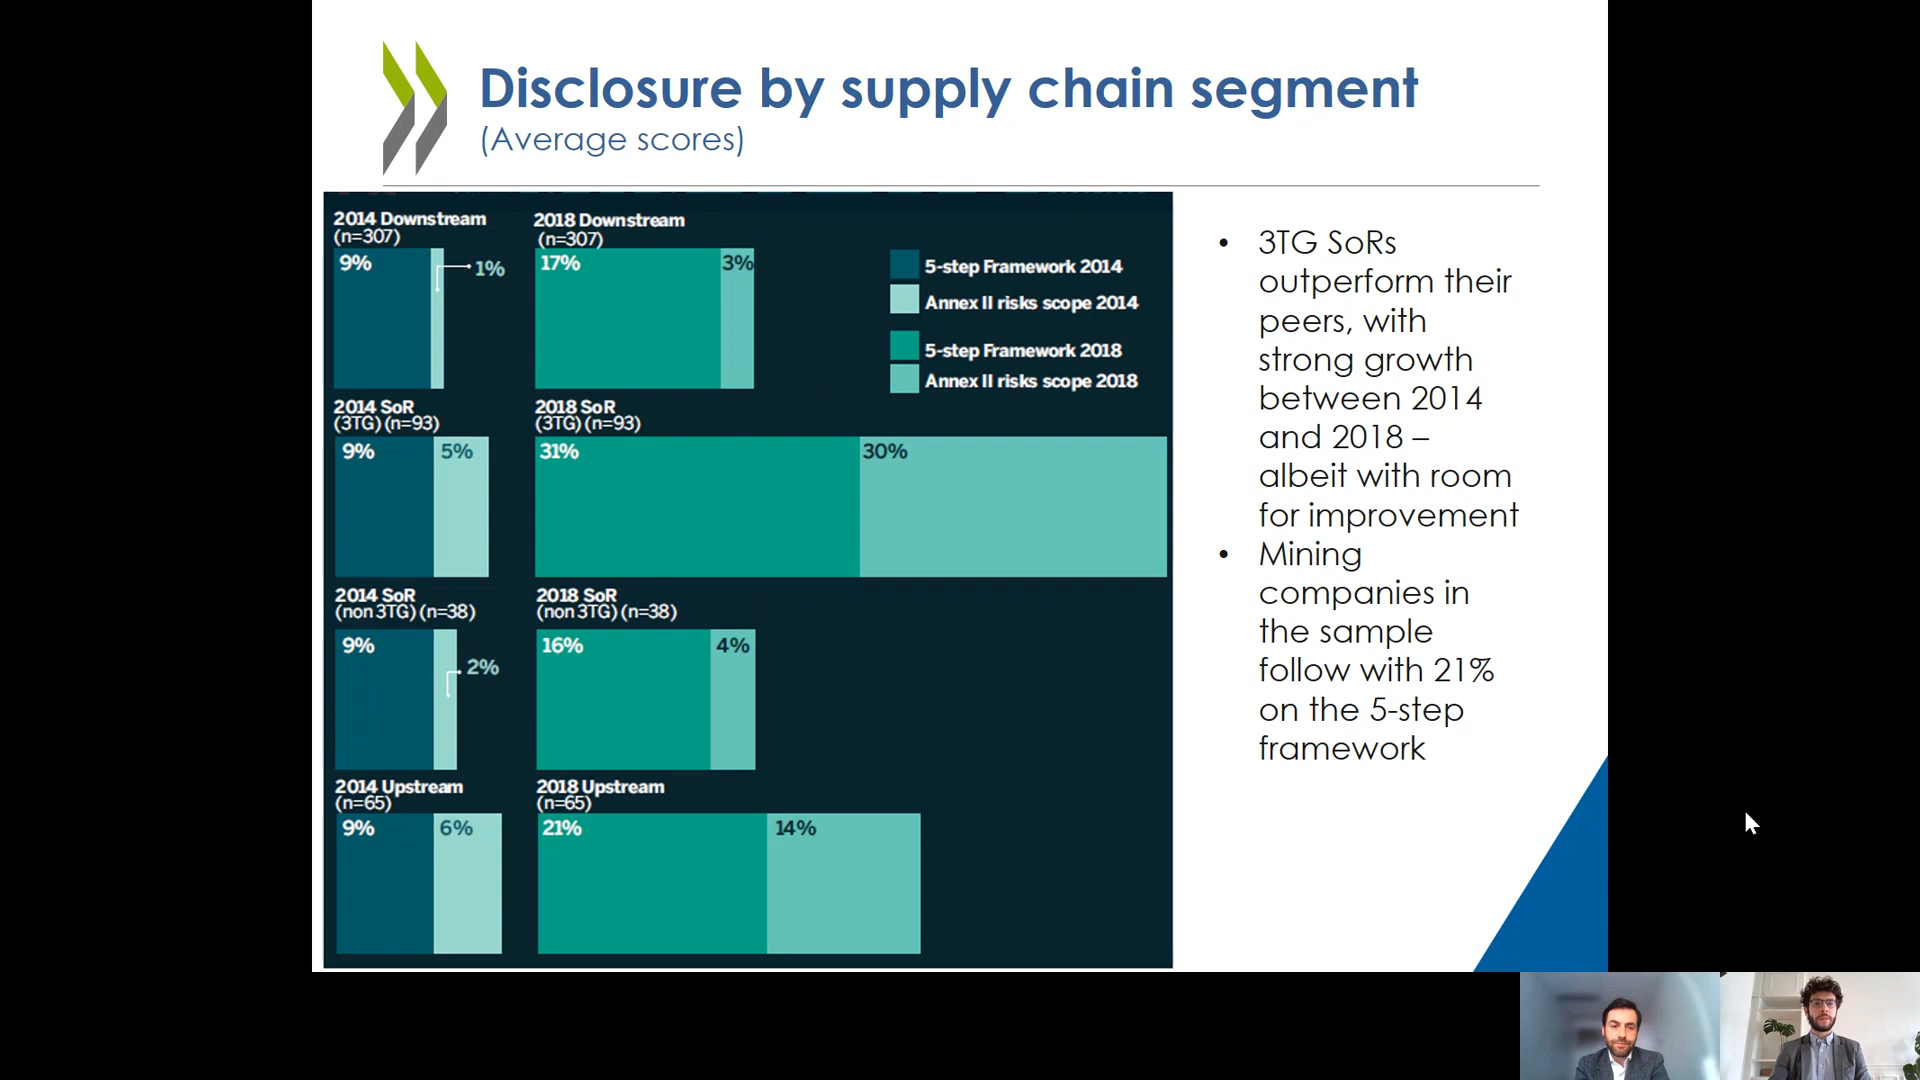 Disclosure by supply chain segment
(Average scores)
2014 Downstream
(n=307)
9%
1%
2018 Downstream
(n=307)
17%
3%
5-step Framework 2014
Annex II risks scope 2014
5-step Framework 2018
Annex II risks scope 2018
2014 SoR
(3TG) (n=93)
9%
5%
2018 SoR
(3TG) (n=93)
31%
30%
2014 SoR
(non 3TG) (n=38)
9%
2%
2018 SoR
(non 3TG) (n=38)
16%
4%
2014 Upstream
(n=65)
9%
6%
2018 Upstream
(n=65)
21%
14%
• 3TG SoRs
outperform their
peers, with
strong growth
between 2014
and 2018 –
albeit with room
for improvement
• Mining
companies in
the sample
follow with 21%
on the 5-step
framework